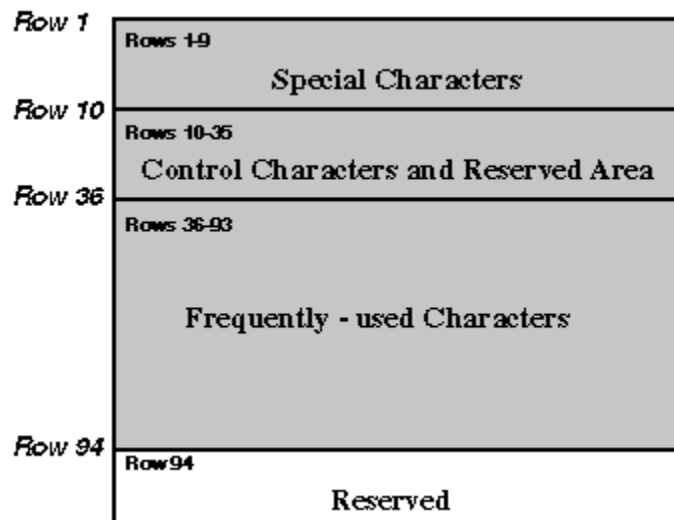 Row 1
Rows 1-9
Special Characters
Row 10
Rows 10-35
Control Characters and Reserved Area
Row 36
Rows 36-93
Frequently - used Characters
Row 94
Row 94
Reserved